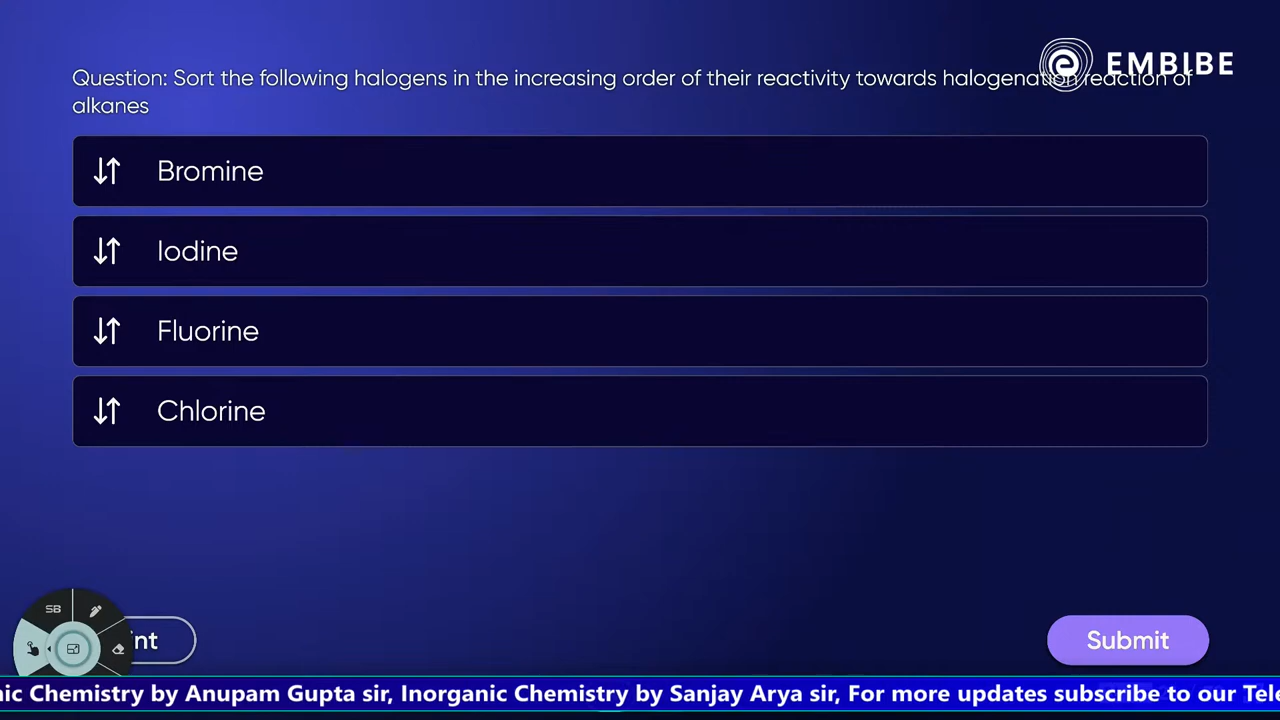 EMBIBE
Question: Sort the following halogens in the increasing order of their reactivity towards halogenation reaction of
alkanes
Bromine
Iodine
Fluorine
Chlorine
SB
nt
Submit
nic Chemistry by Anupam Gupta sir, Inorganic Chemistry by Sanjay Arya sir, For more updates subscribe to our Tele